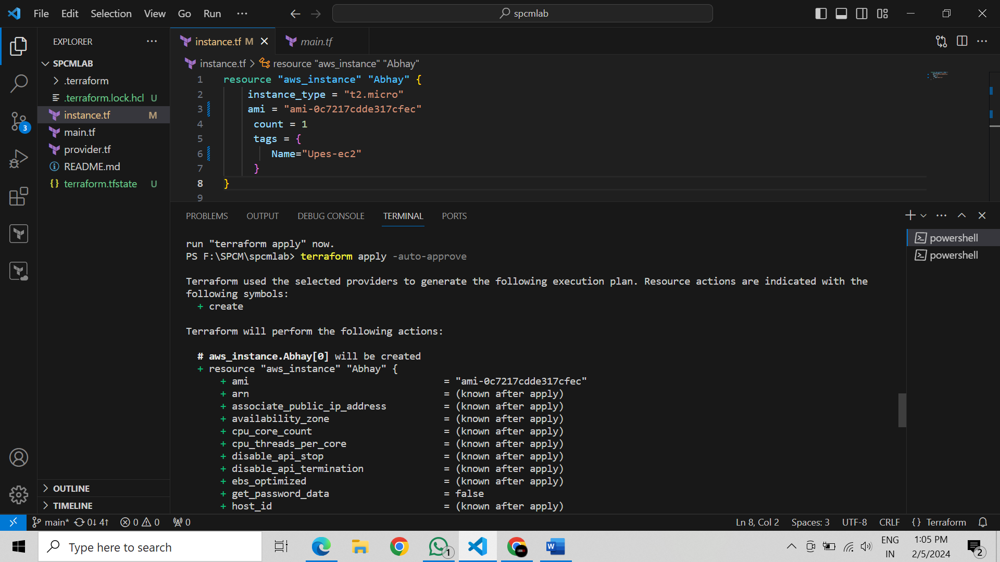 File Edit Selection View Go Run ··· spcmlab
EXPLORER ···
SPCMLAB
.terraform
.terraform.lock.hcl U
instance.tf M
main.tf
provider.tf
README.md
terraform.tfstate U
OUTLINE
TIMELINE
3
instance.tf M main.tf
instance.tf > resource "aws_instance" "Abhay"
1 resource "aws_instance" "Abhay" {
2 instance_type = "t2.micro"
3 ami = "ami-0c7217cdde317cfec"
4 count = 1
5 tags = {
6 Name="Upes-ec2"
7 }
8 }
9
PROBLEMS OUTPUT DEBUG CONSOLE TERMINAL PORTS
powershell
powershell
run "terraform apply" now.
PS F:\SPCM\spcmlab> terraform apply -auto-approve
Terraform used the selected providers to generate the following execution plan. Resource actions are indicated with the
following symbols:
+ create
Terraform will perform the following actions:
# aws_instance.Abhay[0] will be created
+ resource "aws_instance" "Abhay" {
+ ami = "ami-0c7217cdde317cfec"
+ arn = (known after apply)
+ associate_public_ip_address = (known after apply)
+ availability_zone = (known after apply)
+ cpu_core_count = (known after apply)
+ cpu_threads_per_core = (known after apply)
+ disable_api_stop = (known after apply)
+ disable_api_termination = (known after apply)
+ ebs_optimized = (known after apply)
+ get_password_data = false
+ host_id = (known after apply)
main* 0↓ 4↑ 0 0 0 Ln 8, Col 2 Spaces: 3 UTF-8 CRLF {} Terraform
Type here to search
1
W
ENG
IN
1:05 PM
2/5/2024
2